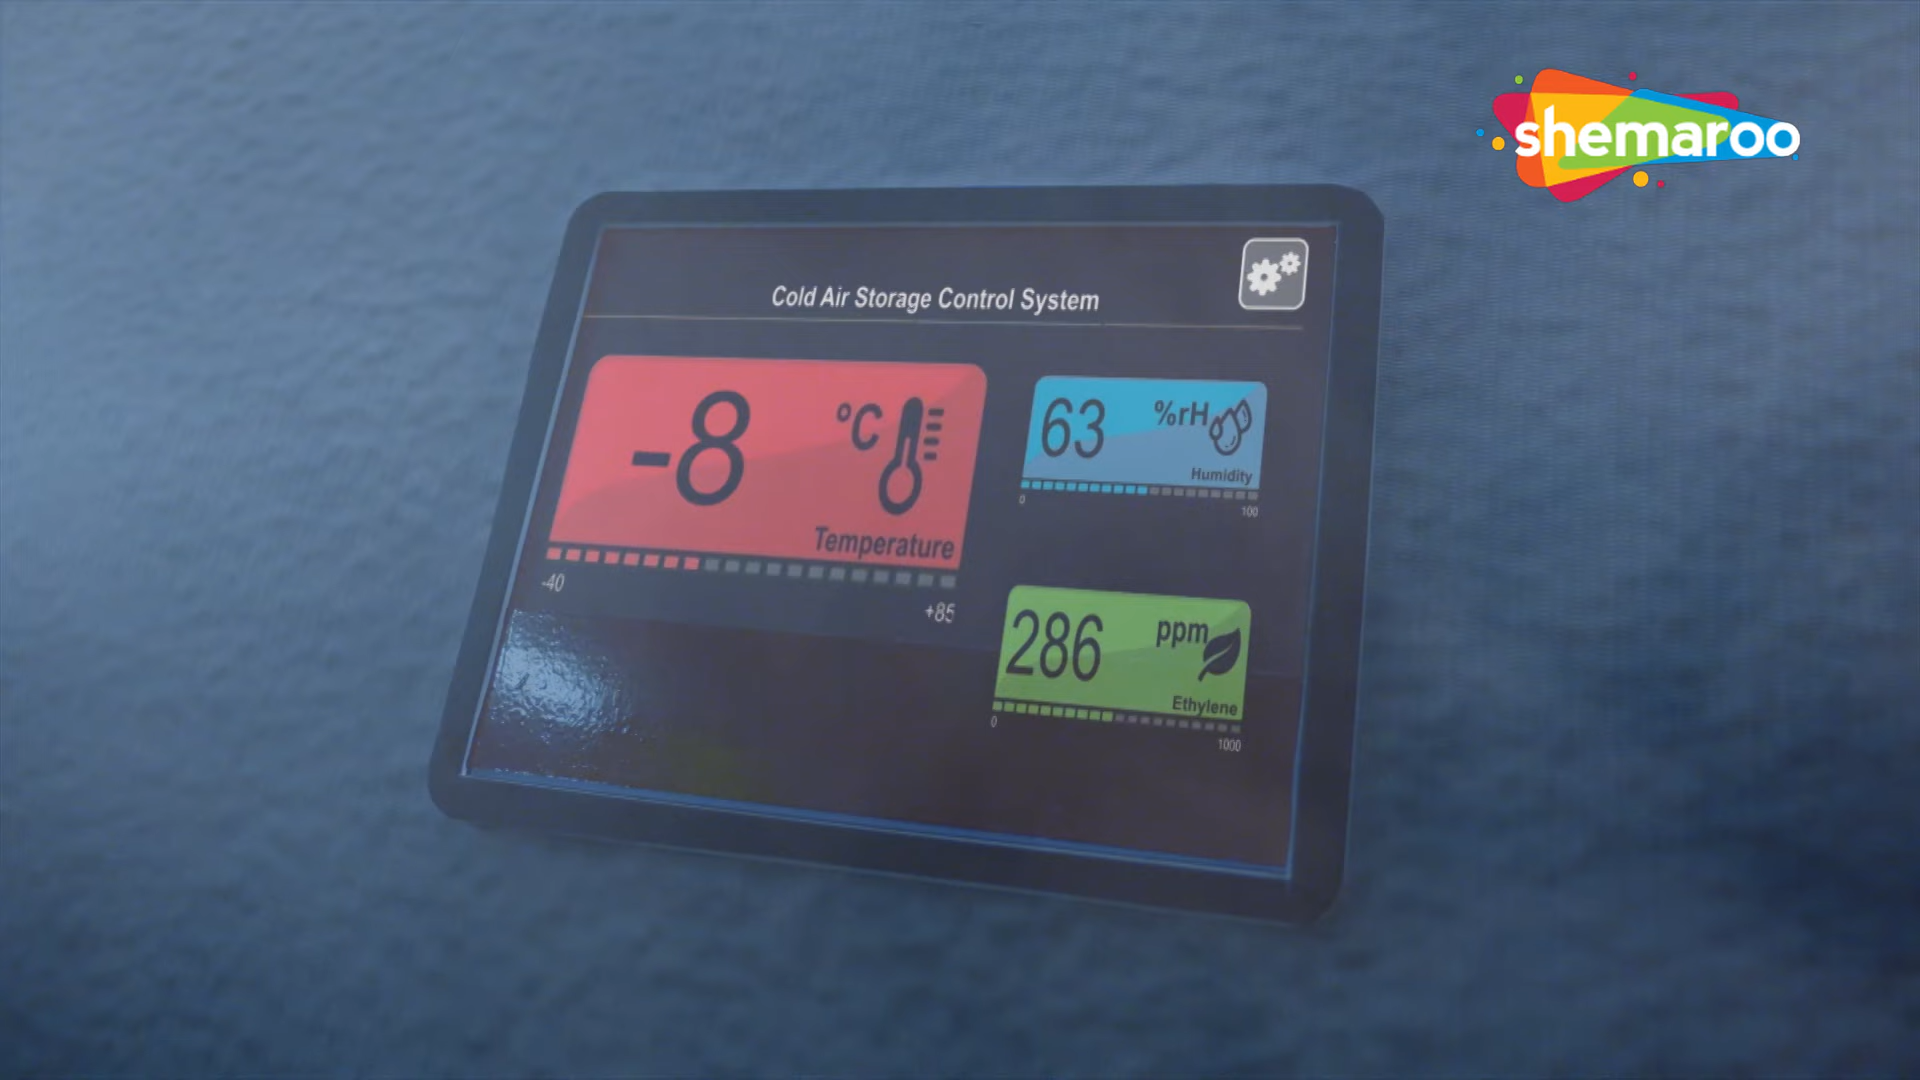 shemaroo
Cold Air Storage Control System
-8 °C
Temperature
-40 +85
63 %rH
Humidity
0 100
286 ppm
Ethylene
0 1000